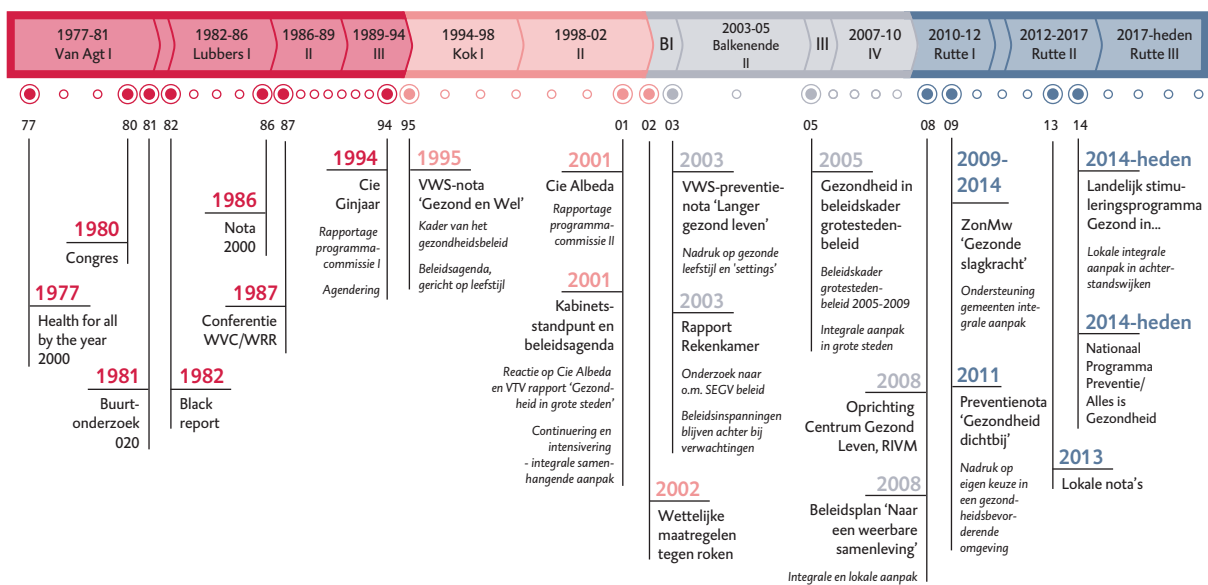 1977-81
Van Agt I
1982-86
Lubbers I
1986-89
II
1989-94
III
1994-98
Kok I
1998-02
II
BI
2003-05
Balkenende
II
III
2007-10
IV
2010-12
Rutte I
2012-2017
Rutte II
2017-heden
Rutte III
77
80
81
82
86
87
94
95
01
02
03
05
08
09
13
14
1977
Health for all
by the year
2000
1980
Congres
1981
Buurt-
onderzoek
020
1982
Black
report
1986
Nota
2000
1987
Conferentie
WVC/WRR
1994
Cie
Ginjaar
Rapportage
programma-
commissie I
Agendering
1995
VWS-nota
‘Gezond en Wel’
Kader van het
gezondheidsbeleid
Beleidsagenda,
gericht op leefstijl
2001
Cie Albeda
Rapportage
programma-
commissie II
2001
Kabinets-
standpunt en
beleidsagenda
Reactie op Cie Albeda
en VTV rapport ‘Gezond-
heid in grote steden’
Continuering en
intensivering
- integrale samen-
hangende aanpak
2002
Wettelijke
maatregelen
tegen roken
2003
VWS-preventie-
nota ‘Langer
gezond leven’
Nadruk op gezonde
leefstijl en 'settings’
2003
Rapport
Rekenkamer
Onderzoek naar
o.m. SEGV beleid
Beleidsinspanningen
blijven achter bij
verwachtingen
2005
Gezondheid in
beleidskader
grotesteden-
beleid
Beleidskader
grotesteden-
beleid 2005-2009
Integrale aanpak
in grote steden
2008
Oprichting
Centrum Gezond
Leven, RIVM
2008
Beleidsplan ‘Naar
een weerbare
samenleving’
Integrale en lokale aanpak
2009-
2014
ZonMw
‘Gezonde
slagkracht’
Ondersteuning
gemeenten inte-
grale aanpak
2011
Preventienota
‘Gezondheid
dichtbij’
Nadruk op
eigen keuze in
een gezond-
heidsbevor-
derende
omgeving
2013
Lokale nota’s
2014-heden
Landelijk stimu-
leringsprogramma
Gezond in...
Lokale integrale
aanpak in achter-
standswijken
2014-heden
Nationaal
Programma
Preventie/
Alles is
Gezondheid